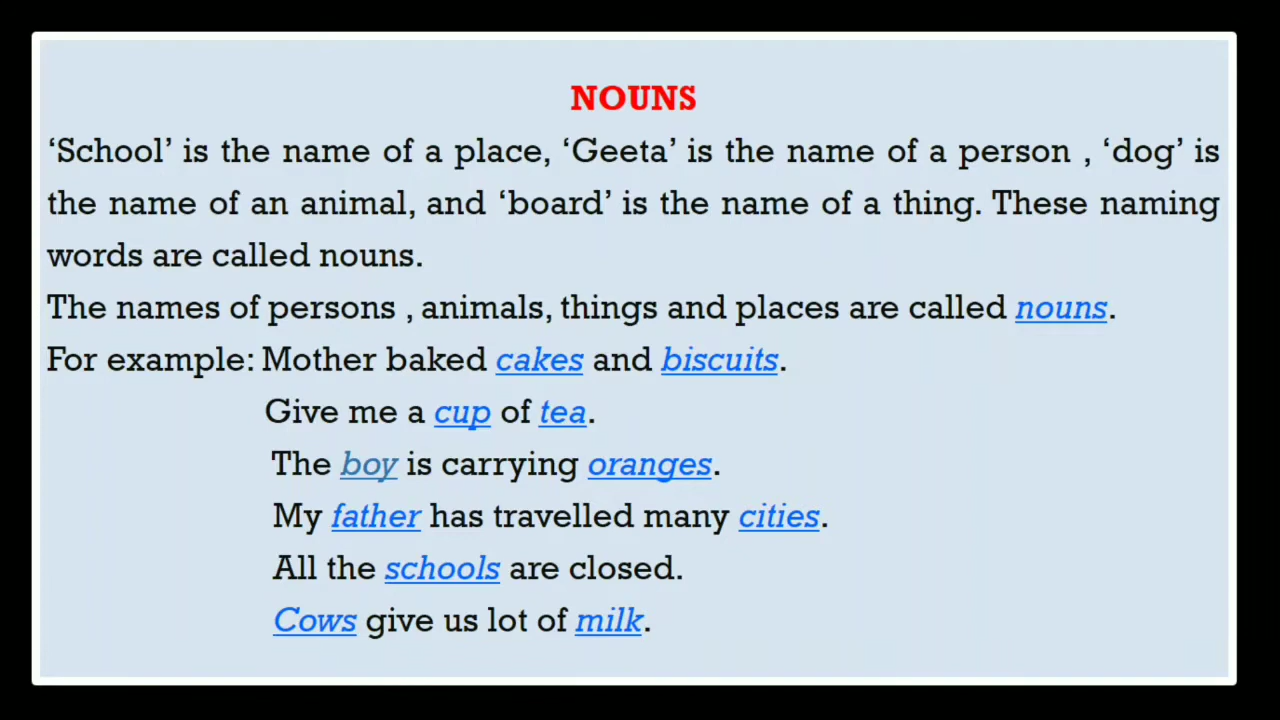 NOUNS
‘School’ is the name of a place, ‘Geeta’ is the name of a person , ‘dog’ is
the name of an animal, and ‘board’ is the name of a thing. These naming
words are called nouns.
The names of persons , animals, things and places are called nouns.
For example: Mother baked cakes and biscuits.
Give me a cup of tea.
The boy is carrying oranges.
My father has travelled many cities.
All the schools are closed.
Cows give us lot of milk.